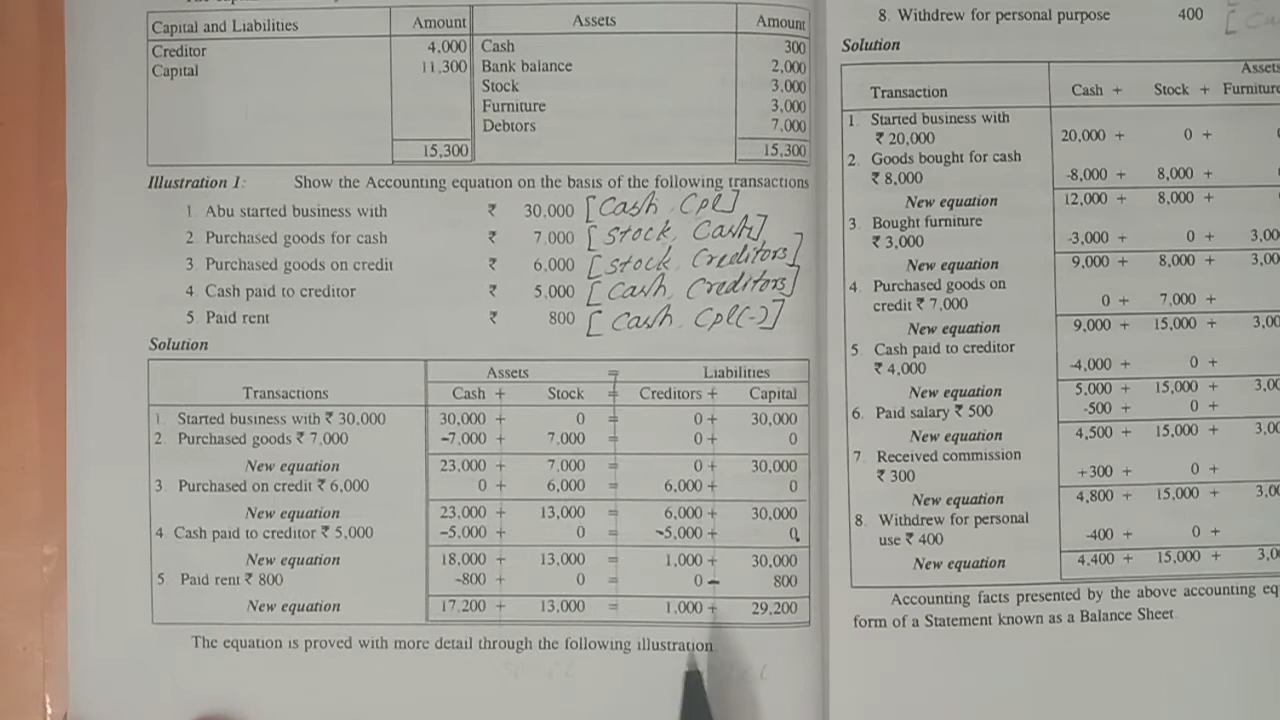 Capital and Liabilities Amount Assets Amount
Creditor 4,000 Cash 300
Capital 11,300 Bank balance 2,000
Stock 3,000
Furniture 3,000
Debtors 7,000
15,300 15,300
Illustration 1: Show the Accounting equation on the basis of the following transactions
1. Abu started business with ₹ 30,000 [Cash, Cpl]
2. Purchased goods for cash ₹ 7,000 [Stock, Cash]
3. Purchased goods on credit ₹ 6,000 [Stock, Creditors]
4. Cash paid to creditor ₹ 5,000 [Cash, Creditors]
5. Paid rent ₹ 800 [Cash, Cpl(-)]
Solution
Assets = Liabilities
Transactions Cash + Stock = Creditors + Capital
1. Started business with ₹ 30,000 30,000 + 0 = 0 + 30,000
2. Purchased goods ₹ 7,000 –7,000 + 7,000 = 0 + 0
New equation 23,000 + 7,000 = 0 + 30,000
3. Purchased on credit ₹ 6,000 0 + 6,000 = 6,000 + 0
New equation 23,000 + 13,000 = 6,000 + 30,000
4. Cash paid to creditor ₹ 5,000 –5,000 + 0 = –5,000 + 0
New equation 18,000 + 13,000 = 1,000 + 30,000
5. Paid rent ₹ 800 –800 + 0 = 0 – 800
New equation 17,200 + 13,000 = 1,000 + 29,200
The equation is proved with more detail through the following illustration
8. Withdrew for personal purpose 400
Solution
Assets
Transaction Cash + Stock + Furniture
1. Started business with
₹ 20,000 20,000 + 0 +
2. Goods bought for cash
₹ 8,000 -8,000 + 8,000 +
New equation 12,000 + 8,000 +
3. Bought furniture
₹ 3,000 -3,000 + 0 + 3,00
New equation 9,000 + 8,000 + 3,00
4. Purchased goods on
credit ₹ 7,000 0 + 7,000 +
New equation 9,000 + 15,000 + 3,00
5. Cash paid to creditor
₹ 4,000 -4,000 + 0 +
New equation 5,000 + 15,000 + 3,00
6. Paid salary ₹ 500 -500 + 0 +
New equation 4,500 + 15,000 + 3,00
7. Received commission
₹ 300 +300 + 0 +
New equation 4,800 + 15,000 + 3,00
8. Withdrew for personal
use ₹ 400 -400 + 0 +
New equation 4,400 + 15,000 + 3,0
Accounting facts presented by the above accounting eq
form of a Statement known as a Balance Sheet.